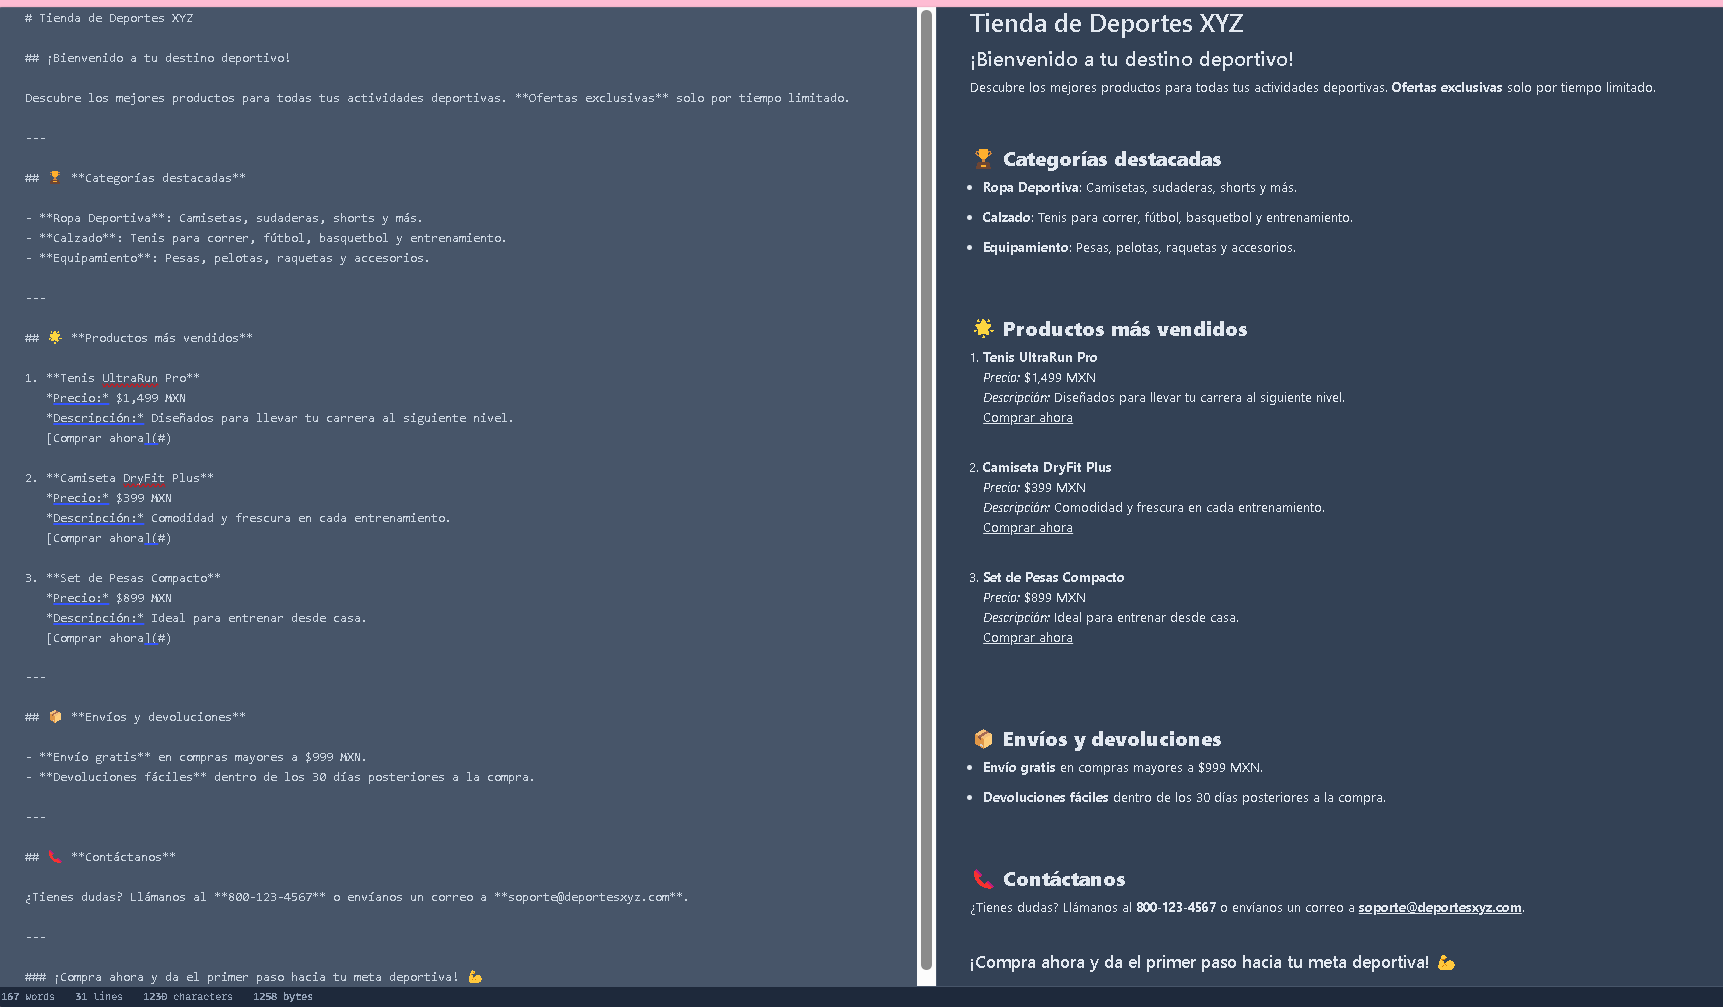 # Tienda de Deportes XYZ
## ¡Bienvenido a tu destino deportivo!
Descubre los mejores productos para todas tus actividades deportivas. **Ofertas exclusivas** solo por tiempo limitado.
---
## 🏆 **Categorías destacadas**
- **Ropa Deportiva**: Camisetas, sudaderas, shorts y más.
- **Calzado**: Tenis para correr, fútbol, basquetbol y entrenamiento.
- **Equipamiento**: Pesas, pelotas, raquetas y accesorios.
---
## 🌟 **Productos más vendidos**
1. **Tenis UltraRun Pro**
*Precio:* $1,499 MXN
*Descripción:* Diseñados para llevar tu carrera al siguiente nivel.
[Comprar ahora](#)
2. **Camiseta DryFit Plus**
*Precio:* $399 MXN
*Descripción:* Comodidad y frescura en cada entrenamiento.
[Comprar ahora](#)
3. **Set de Pesas Compacto**
*Precio:* $899 MXN
*Descripción:* Ideal para entrenar desde casa.
[Comprar ahora](#)
---
## 📦 **Envíos y devoluciones**
- **Envío gratis** en compras mayores a $999 MXN.
- **Devoluciones fáciles** dentro de los 30 días posteriores a la compra.
---
## 📞 **Contáctanos**
¿Tienes dudas? Llámanos al **800-123-4567** o envíanos un correo a **soporte@deportesxyz.com**.
---
### ¡Compra ahora y da el primer paso hacia tu meta deportiva! 💪
167 words 31 lines 1230 characters 1258 bytes
Tienda de Deportes XYZ
¡Bienvenido a tu destino deportivo!
Descubre los mejores productos para todas tus actividades deportivas. Ofertas exclusivas solo por tiempo limitado.
🏆 Categorías destacadas
• Ropa Deportiva: Camisetas, sudaderas, shorts y más.
• Calzado: Tenis para correr, fútbol, basquetbol y entrenamiento.
• Equipamiento: Pesas, pelotas, raquetas y accesorios.
🌟 Productos más vendidos
1. Tenis UltraRun Pro
Precio: $1,499 MXN
Descripción: Diseñados para llevar tu carrera al siguiente nivel.
Comprar ahora
2. Camiseta DryFit Plus
Precio: $399 MXN
Descripción: Comodidad y frescura en cada entrenamiento.
Comprar ahora
3. Set de Pesas Compacto
Precio: $899 MXN
Descripción: Ideal para entrenar desde casa.
Comprar ahora
📦 Envíos y devoluciones
• Envío gratis en compras mayores a $999 MXN.
• Devoluciones fáciles dentro de los 30 días posteriores a la compra.
📞 Contáctanos
¿Tienes dudas? Llámanos al 800-123-4567 o envíanos un correo a soporte@deportesxyz.com.
¡Compra ahora y da el primer paso hacia tu meta deportiva! 💪